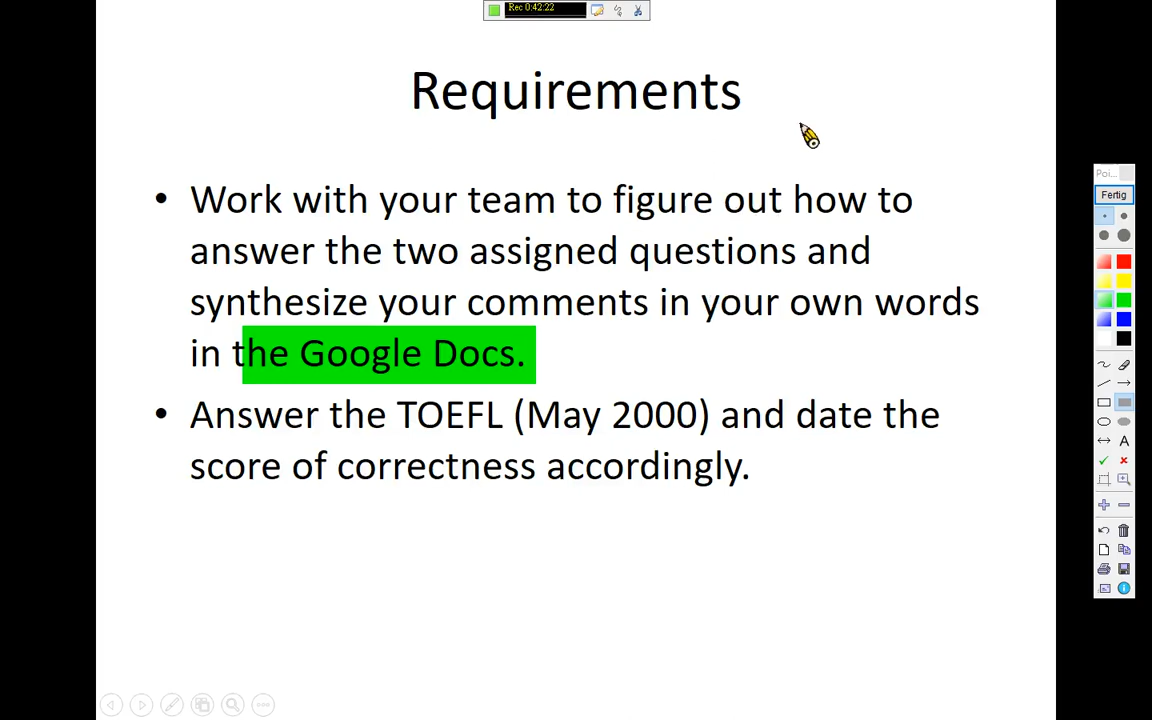 Rec 0:42:22
Requirements
Poi...
Fertig
• Work with your team to figure out how to
answer the two assigned questions and
synthesize your comments in your own words
in the Google Docs.
• Answer the TOEFL (May 2000) and date the
score of correctness accordingly.
A